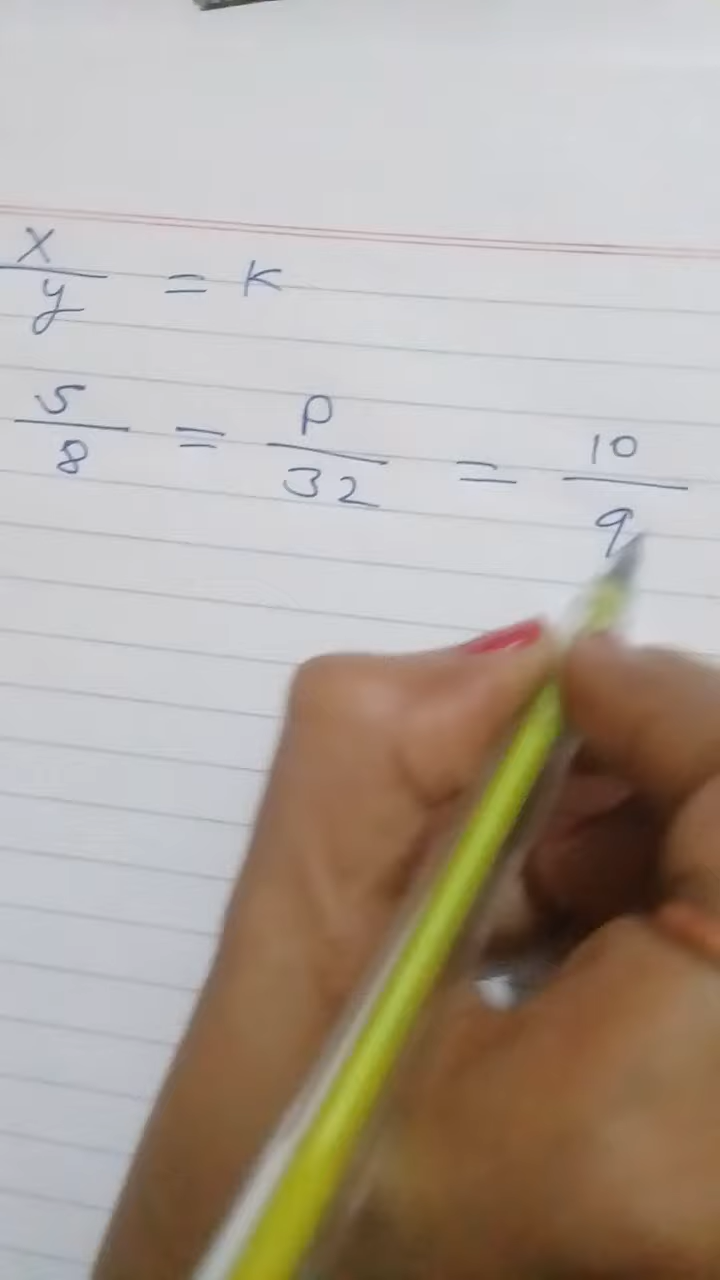 x/y = K
5/8 = P/32 = 10/q